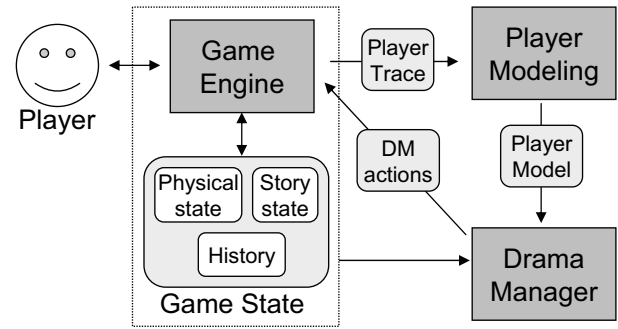 Player
Game
Engine
Player
Trace
Player
Modeling
Physical
state
Story
state
History
Game State
DM
actions
Player
Model
Drama
Manager